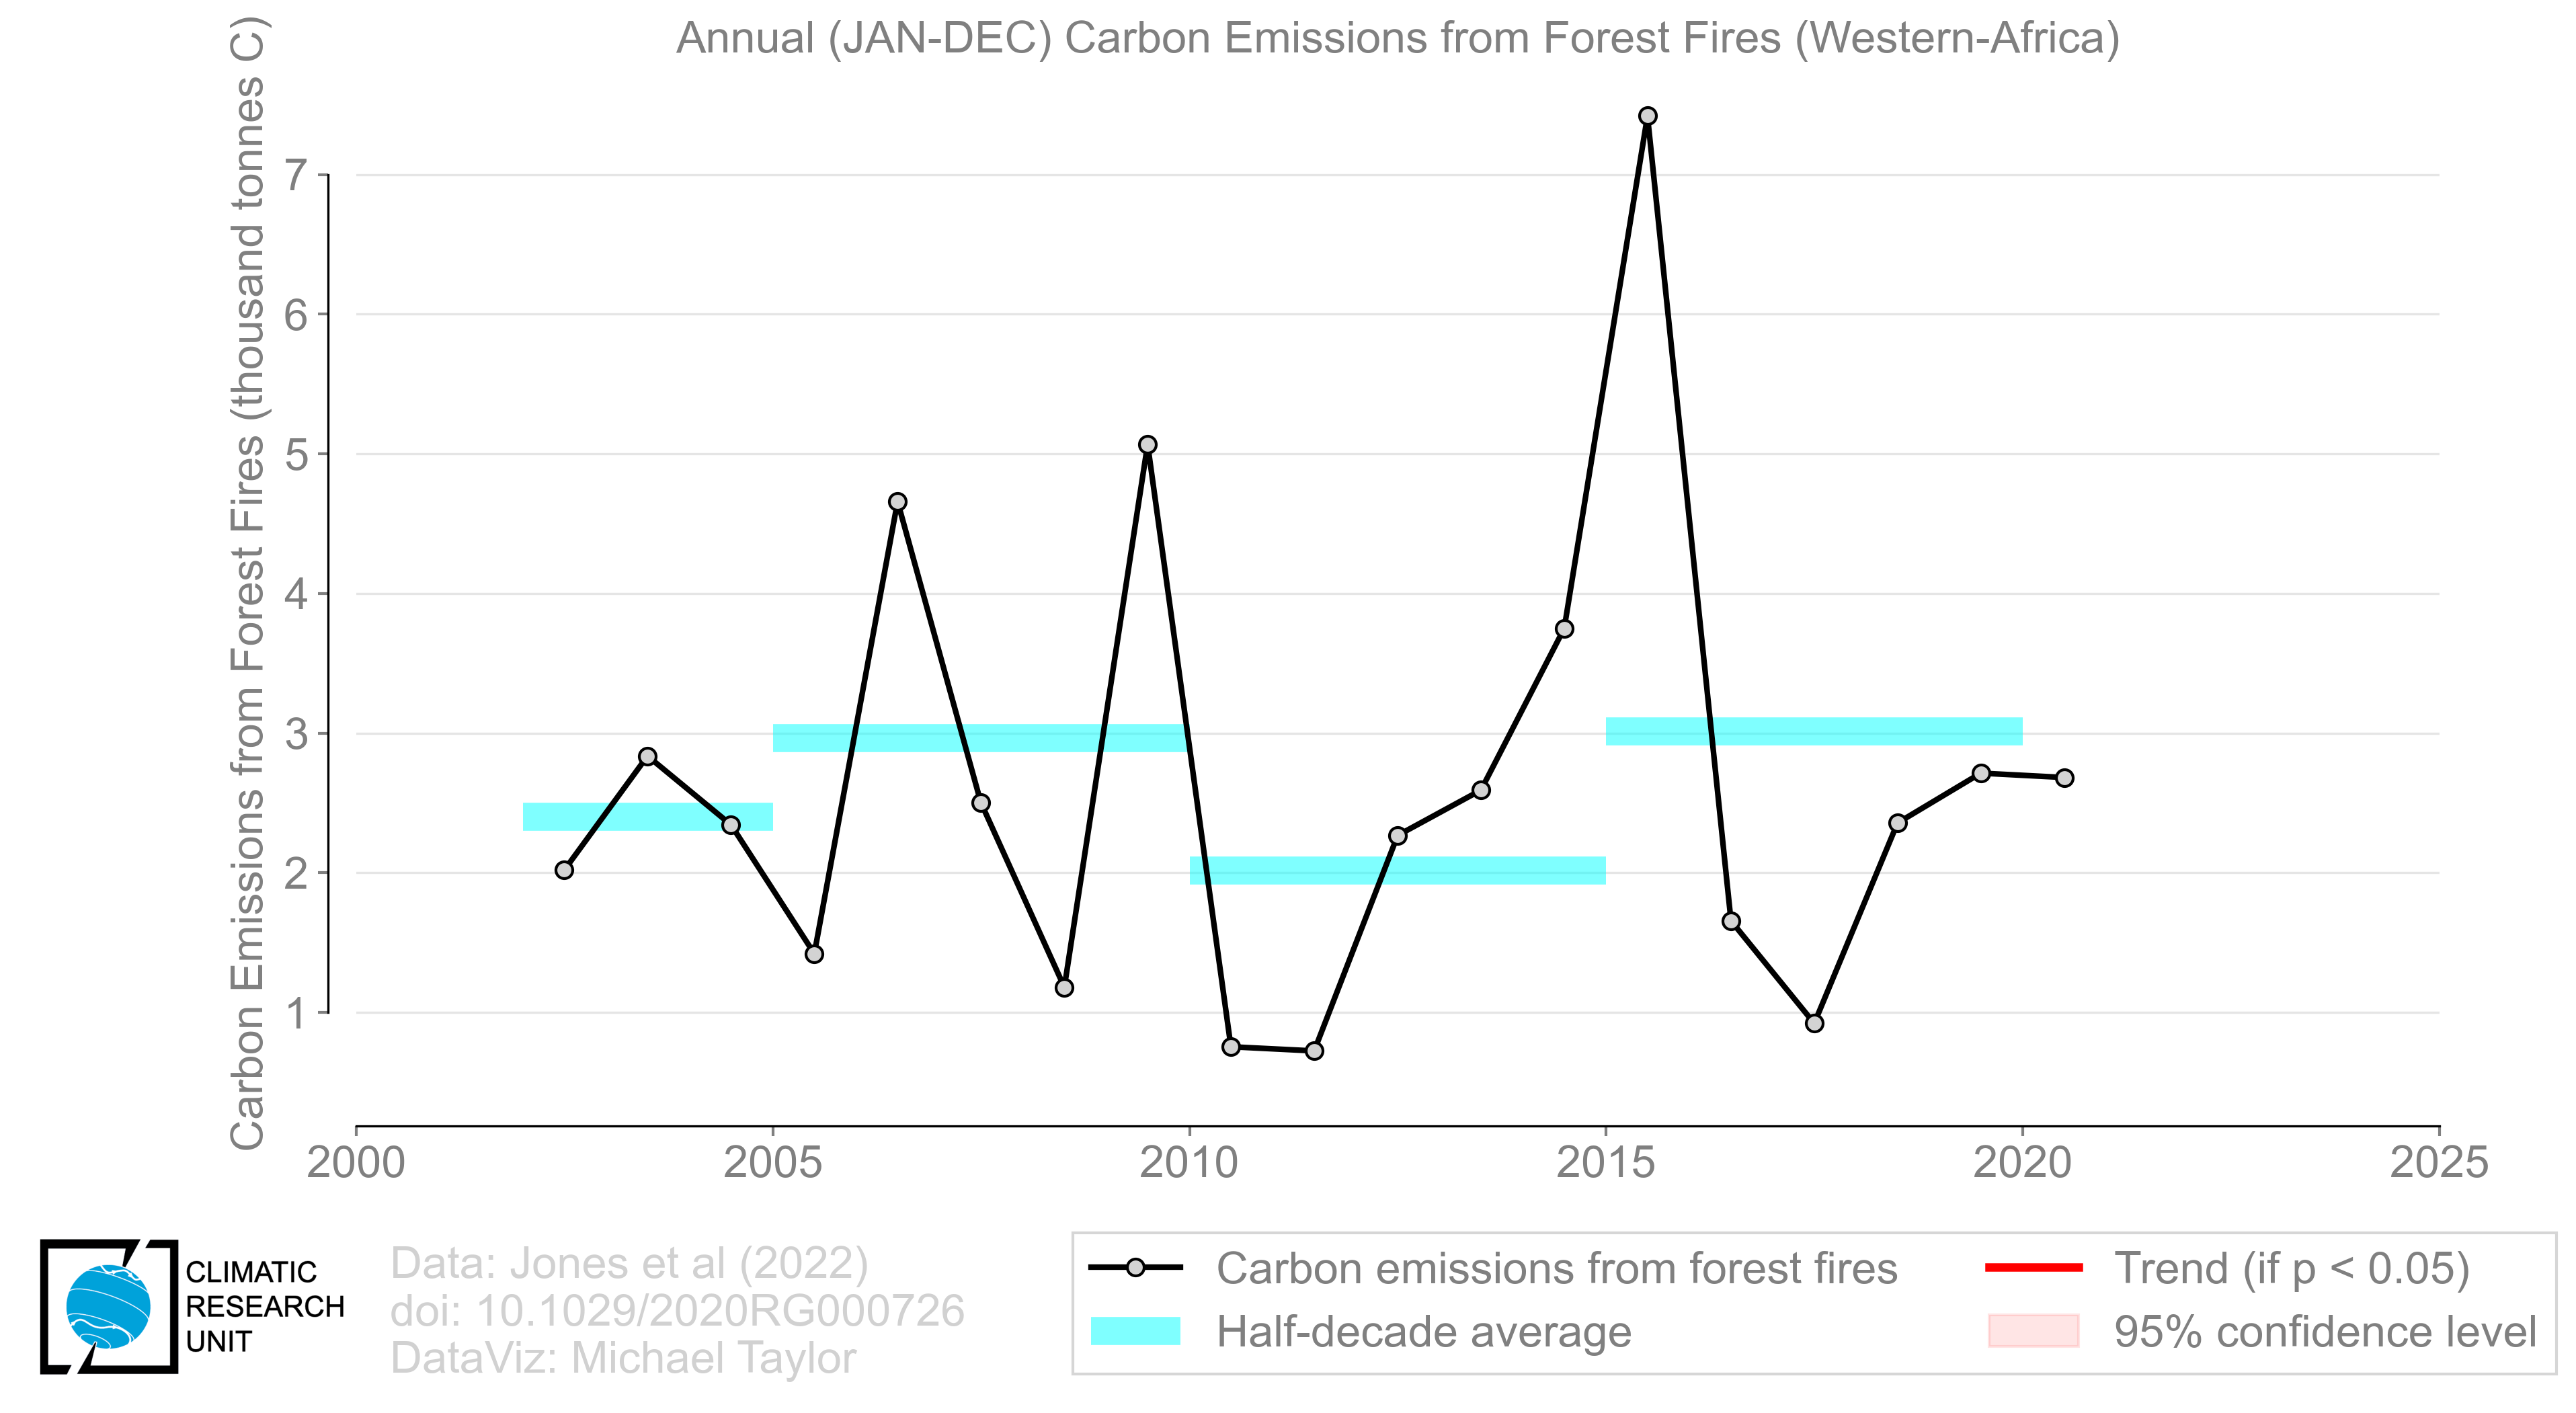 Annual (JAN-DEC) Carbon Emissions from Forest Fires (Western-Africa)
Carbon Emissions from Forest Fires (thousand tonnes C)
7
6
5
4
3
2
1
2000 2005 2010 2015 2020 2025
CLIMATIC
RESEARCH
UNIT
Data: Jones et al (2022)
doi: 10.1029/2020RG000726
DataViz: Michael Taylor
Carbon emissions from forest fires
Half-decade average
Trend (if p < 0.05)
95% confidence level